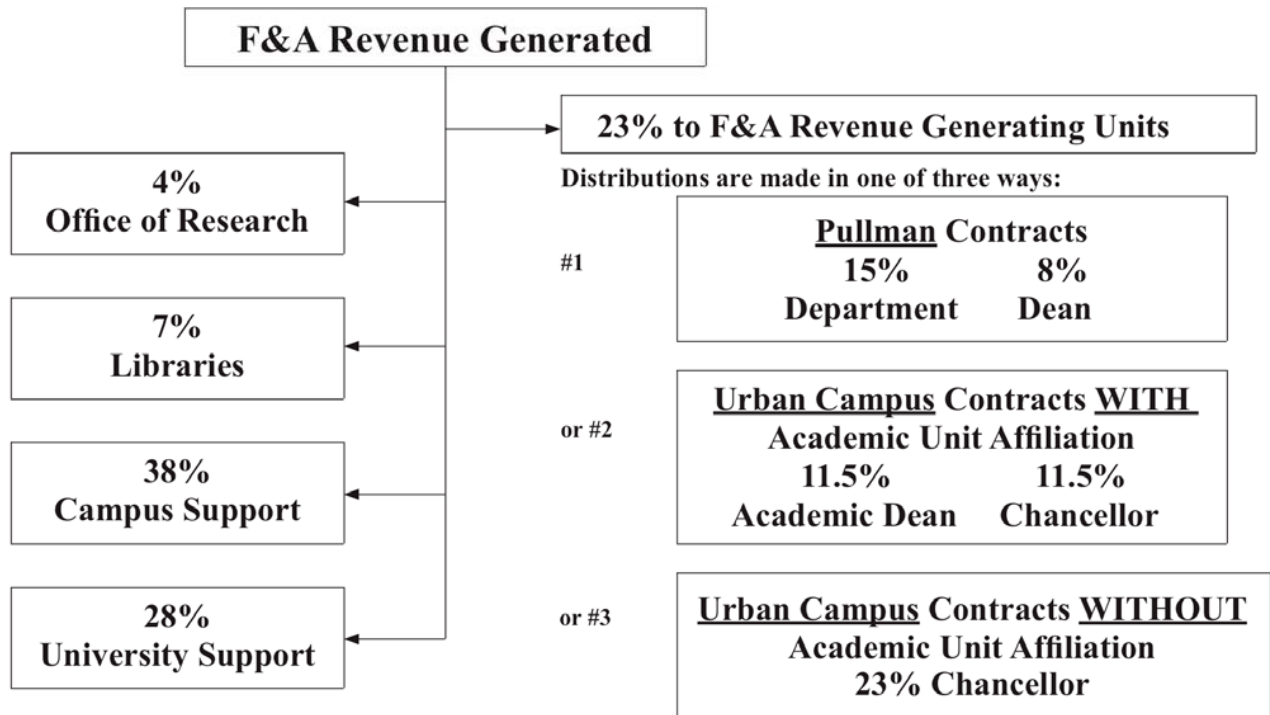 F&A Revenue Generated
23% to F&A Revenue Generating Units
4%
Office of Research
7%
Libraries
38%
Campus Support
28%
University Support
Distributions are made in one of three ways:
#1
Pullman Contracts
15% 8%
Department Dean
or #2
Urban Campus Contracts WITH
Academic Unit Affiliation
11.5% 11.5%
Academic Dean Chancellor
or #3
Urban Campus Contracts WITHOUT
Academic Unit Affiliation
23% Chancellor